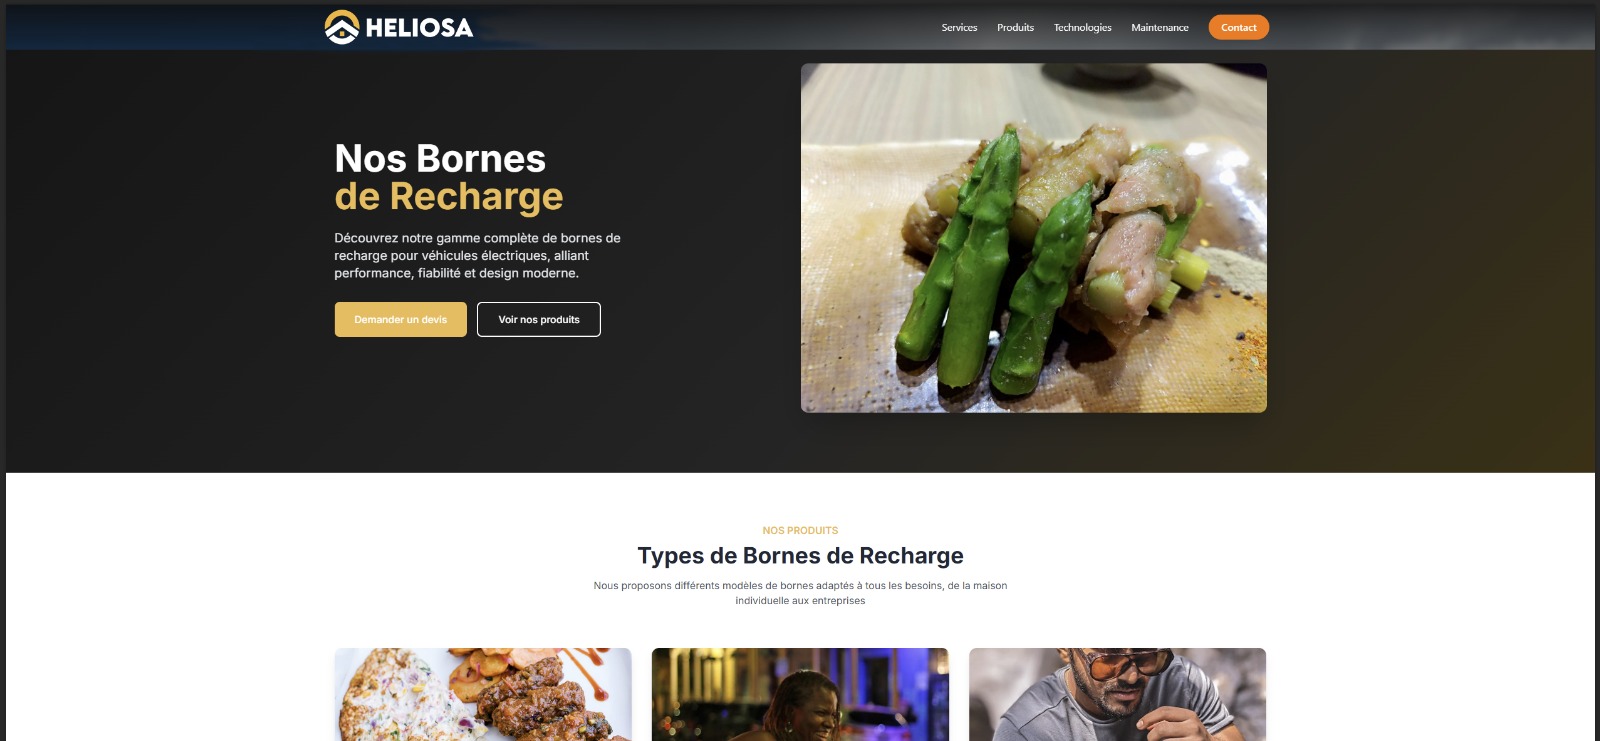 HELIOSA
Services
Produits
Technologies
Maintenance
Contact
Nos Bornes
de Recharge
Découvrez notre gamme complète de bornes de
recharge pour véhicules électriques, alliant
performance, fiabilité et design moderne.
Demander un devis
Voir nos produits
NOS PRODUITS
Types de Bornes de Recharge
Nous proposons différents modèles de bornes adaptés à tous les besoins, de la maison
individuelle aux entreprises